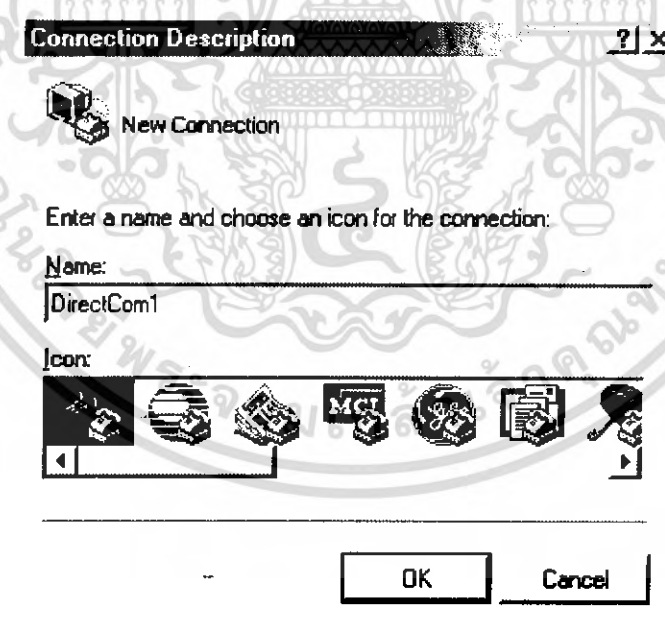 Connection Description
New Connection
Enter a name and choose an icon for the connection:
Name:
DirectCom1
Icon:
MCI
OK
Cancel